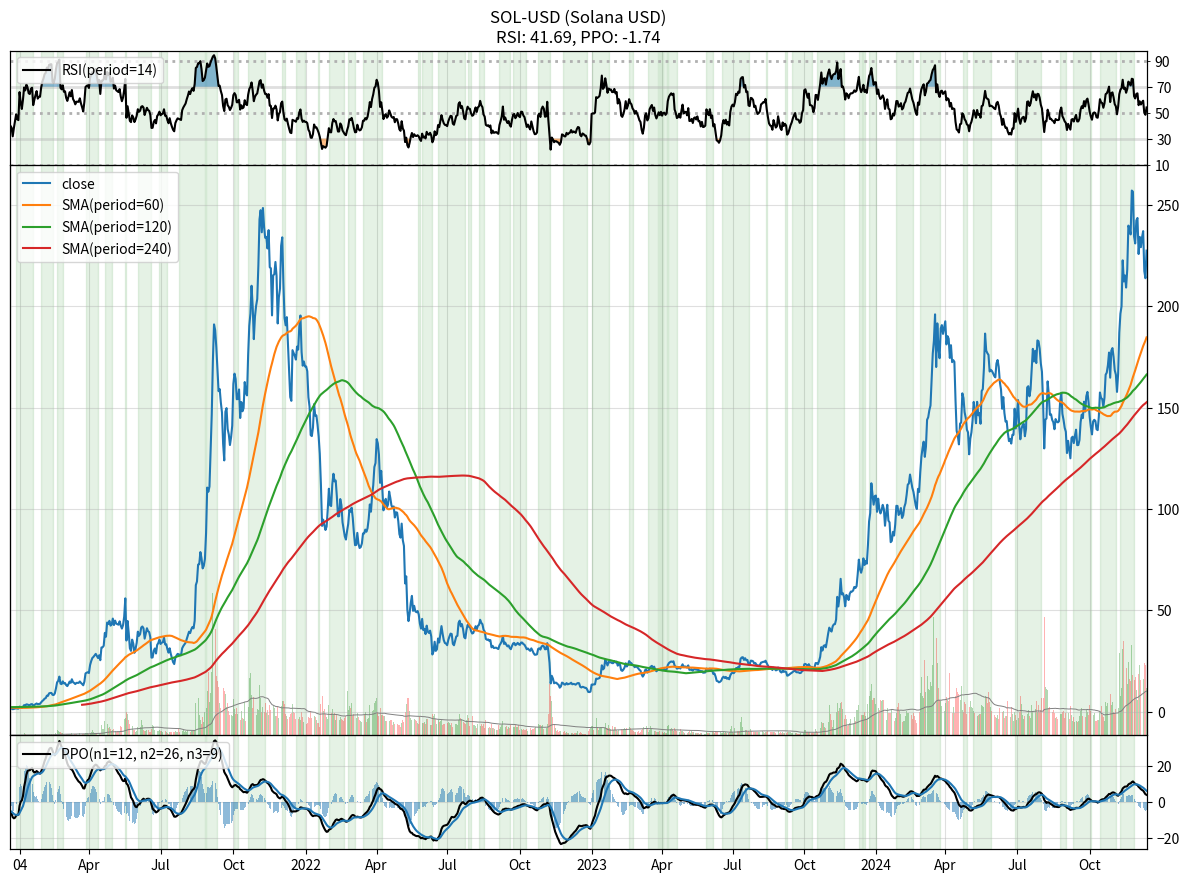 SOL-USD (Solana USD)
RSI: 41.69, PPO: -1.74
RSI(period=14)
90
70
50
30
10
close
SMA(period=60)
SMA(period=120)
SMA(period=240)
250
200
150
100
50
0
PPO(n1=12, n2=26, n3=9)
20
0
−20
04 Apr Jul Oct 2022 Apr Jul Oct 2023 Apr Jul Oct 2024 Apr Jul Oct